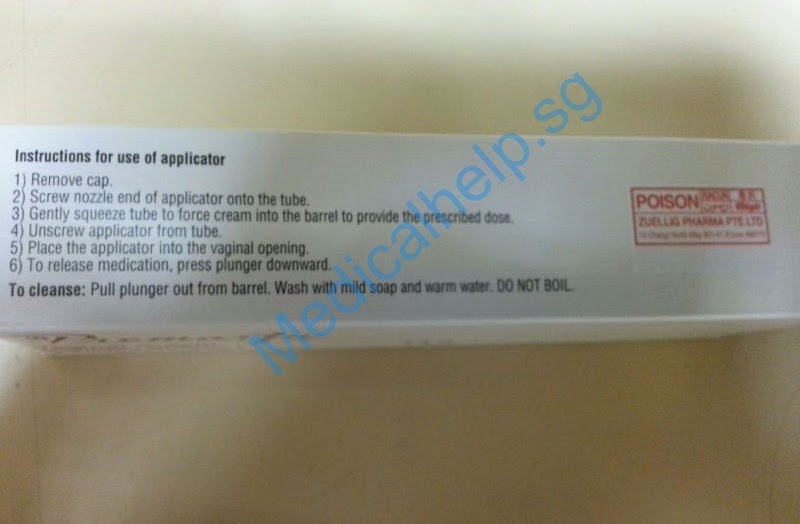 Instructions for use of applicator
1) Remove cap.
2) Screw nozzle end of applicator onto the tube.
3) Gently squeeze tube to force cream into the barrel to provide the prescribed dose.
4) Unscrew applicator from tube.
5) Place the applicator into the vaginal opening.
6) To release medication, press plunger downward.
To cleanse: Pull plunger out from barrel. Wash with mild soap and warm water. DO NOT BOIL.
POISON
ZUELLIG PHARMA PTE LTD
Medicalhelp.sg